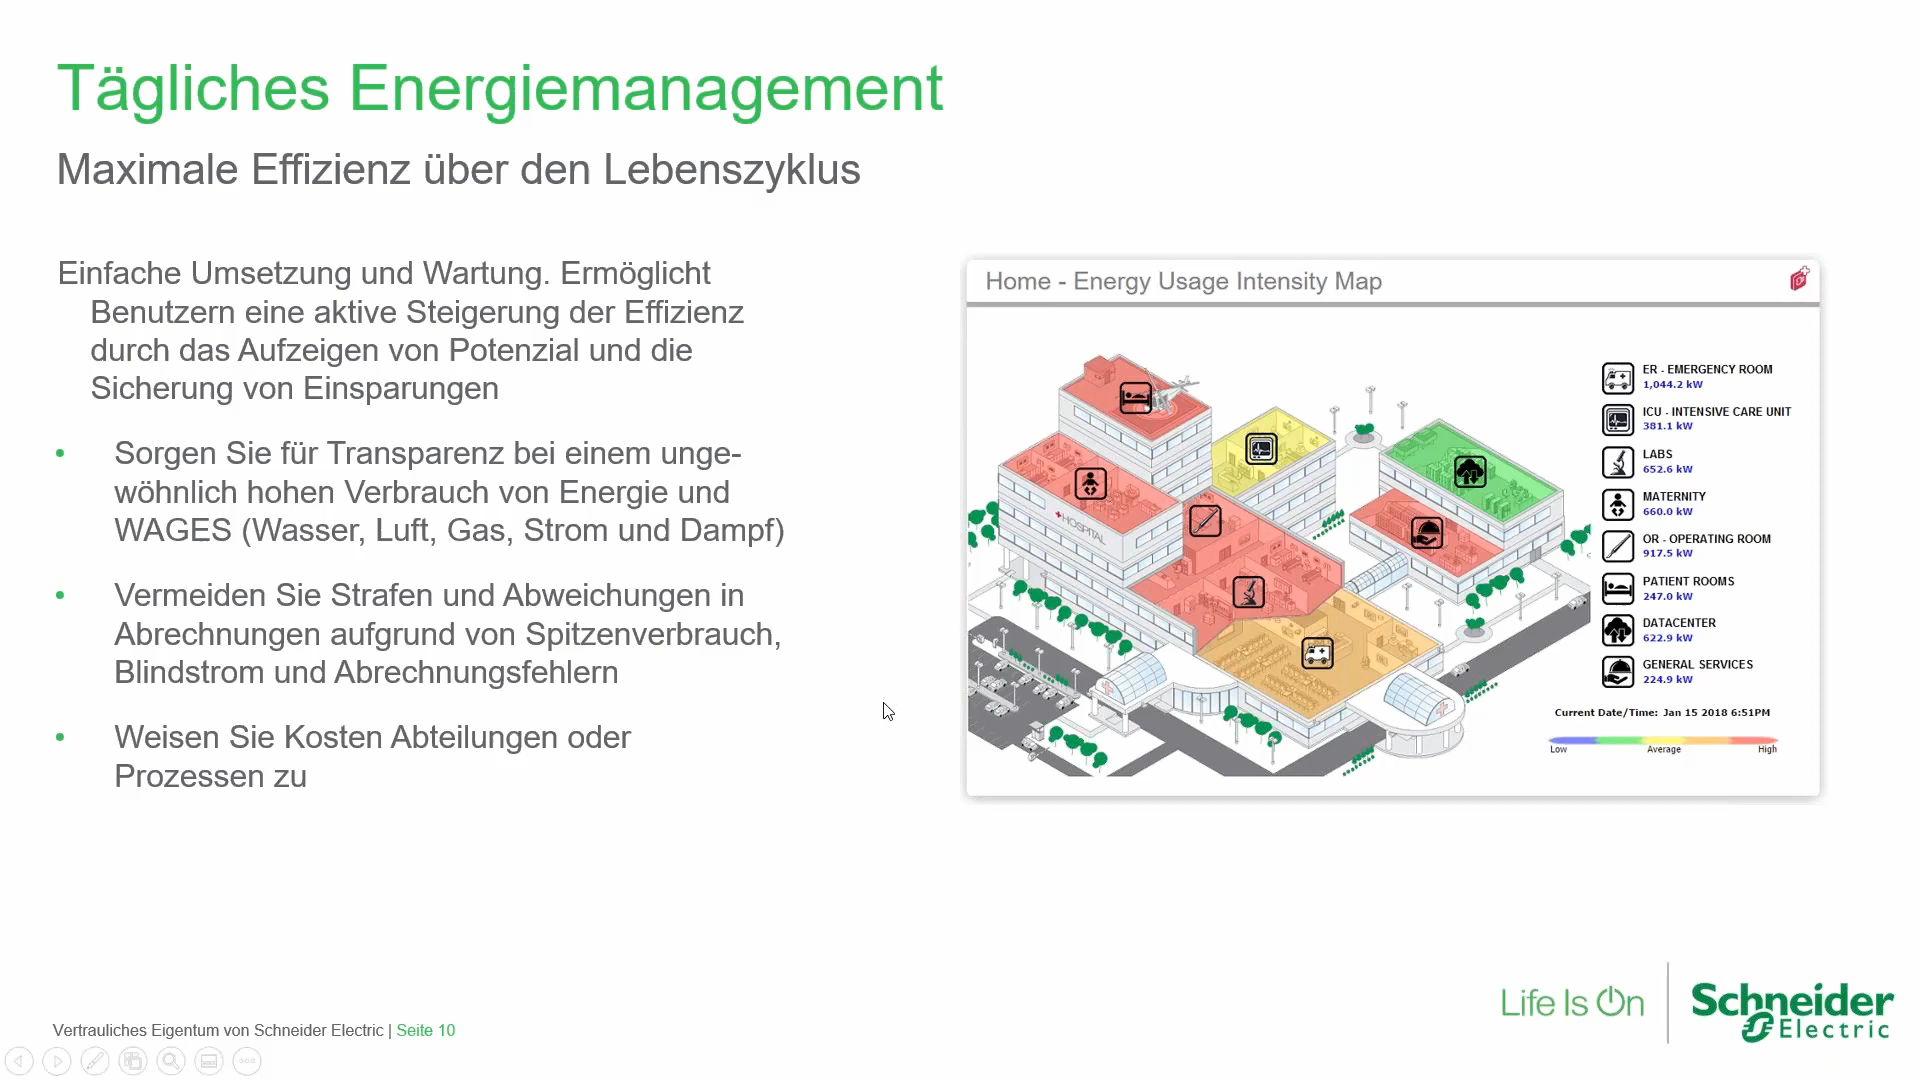 Tägliches Energiemanagement
Maximale Effizienz über den Lebenszyklus
Einfache Umsetzung und Wartung. Ermöglicht
Benutzern eine aktive Steigerung der Effizienz
durch das Aufzeigen von Potenzial und die
Sicherung von Einsparungen
• Sorgen Sie für Transparenz bei einem unge-
wöhnlich hohen Verbrauch von Energie und
WAGES (Wasser, Luft, Gas, Strom und Dampf)
• Vermeiden Sie Strafen und Abweichungen in
Abrechnungen aufgrund von Spitzenverbrauch,
Blindstrom und Abrechnungsfehlern
• Weisen Sie Kosten Abteilungen oder
Prozessen zu
Home - Energy Usage Intensity Map
HOSPITAL
ER - EMERGENCY ROOM
1,044.2 kW
ICU - INTENSIVE CARE UNIT
381.1 kW
LABS
652.6 kW
MATERNITY
660.0 kW
OR - OPERATING ROOM
917.5 kW
PATIENT ROOMS
247.0 kW
DATACENTER
622.9 kW
GENERAL SERVICES
224.9 kW
Current Date/Time: Jan 15 2018 6:51PM
Low Average High
Vertrauliches Eigentum von Schneider Electric | Seite 10
Life Is On
Schneider
Electric